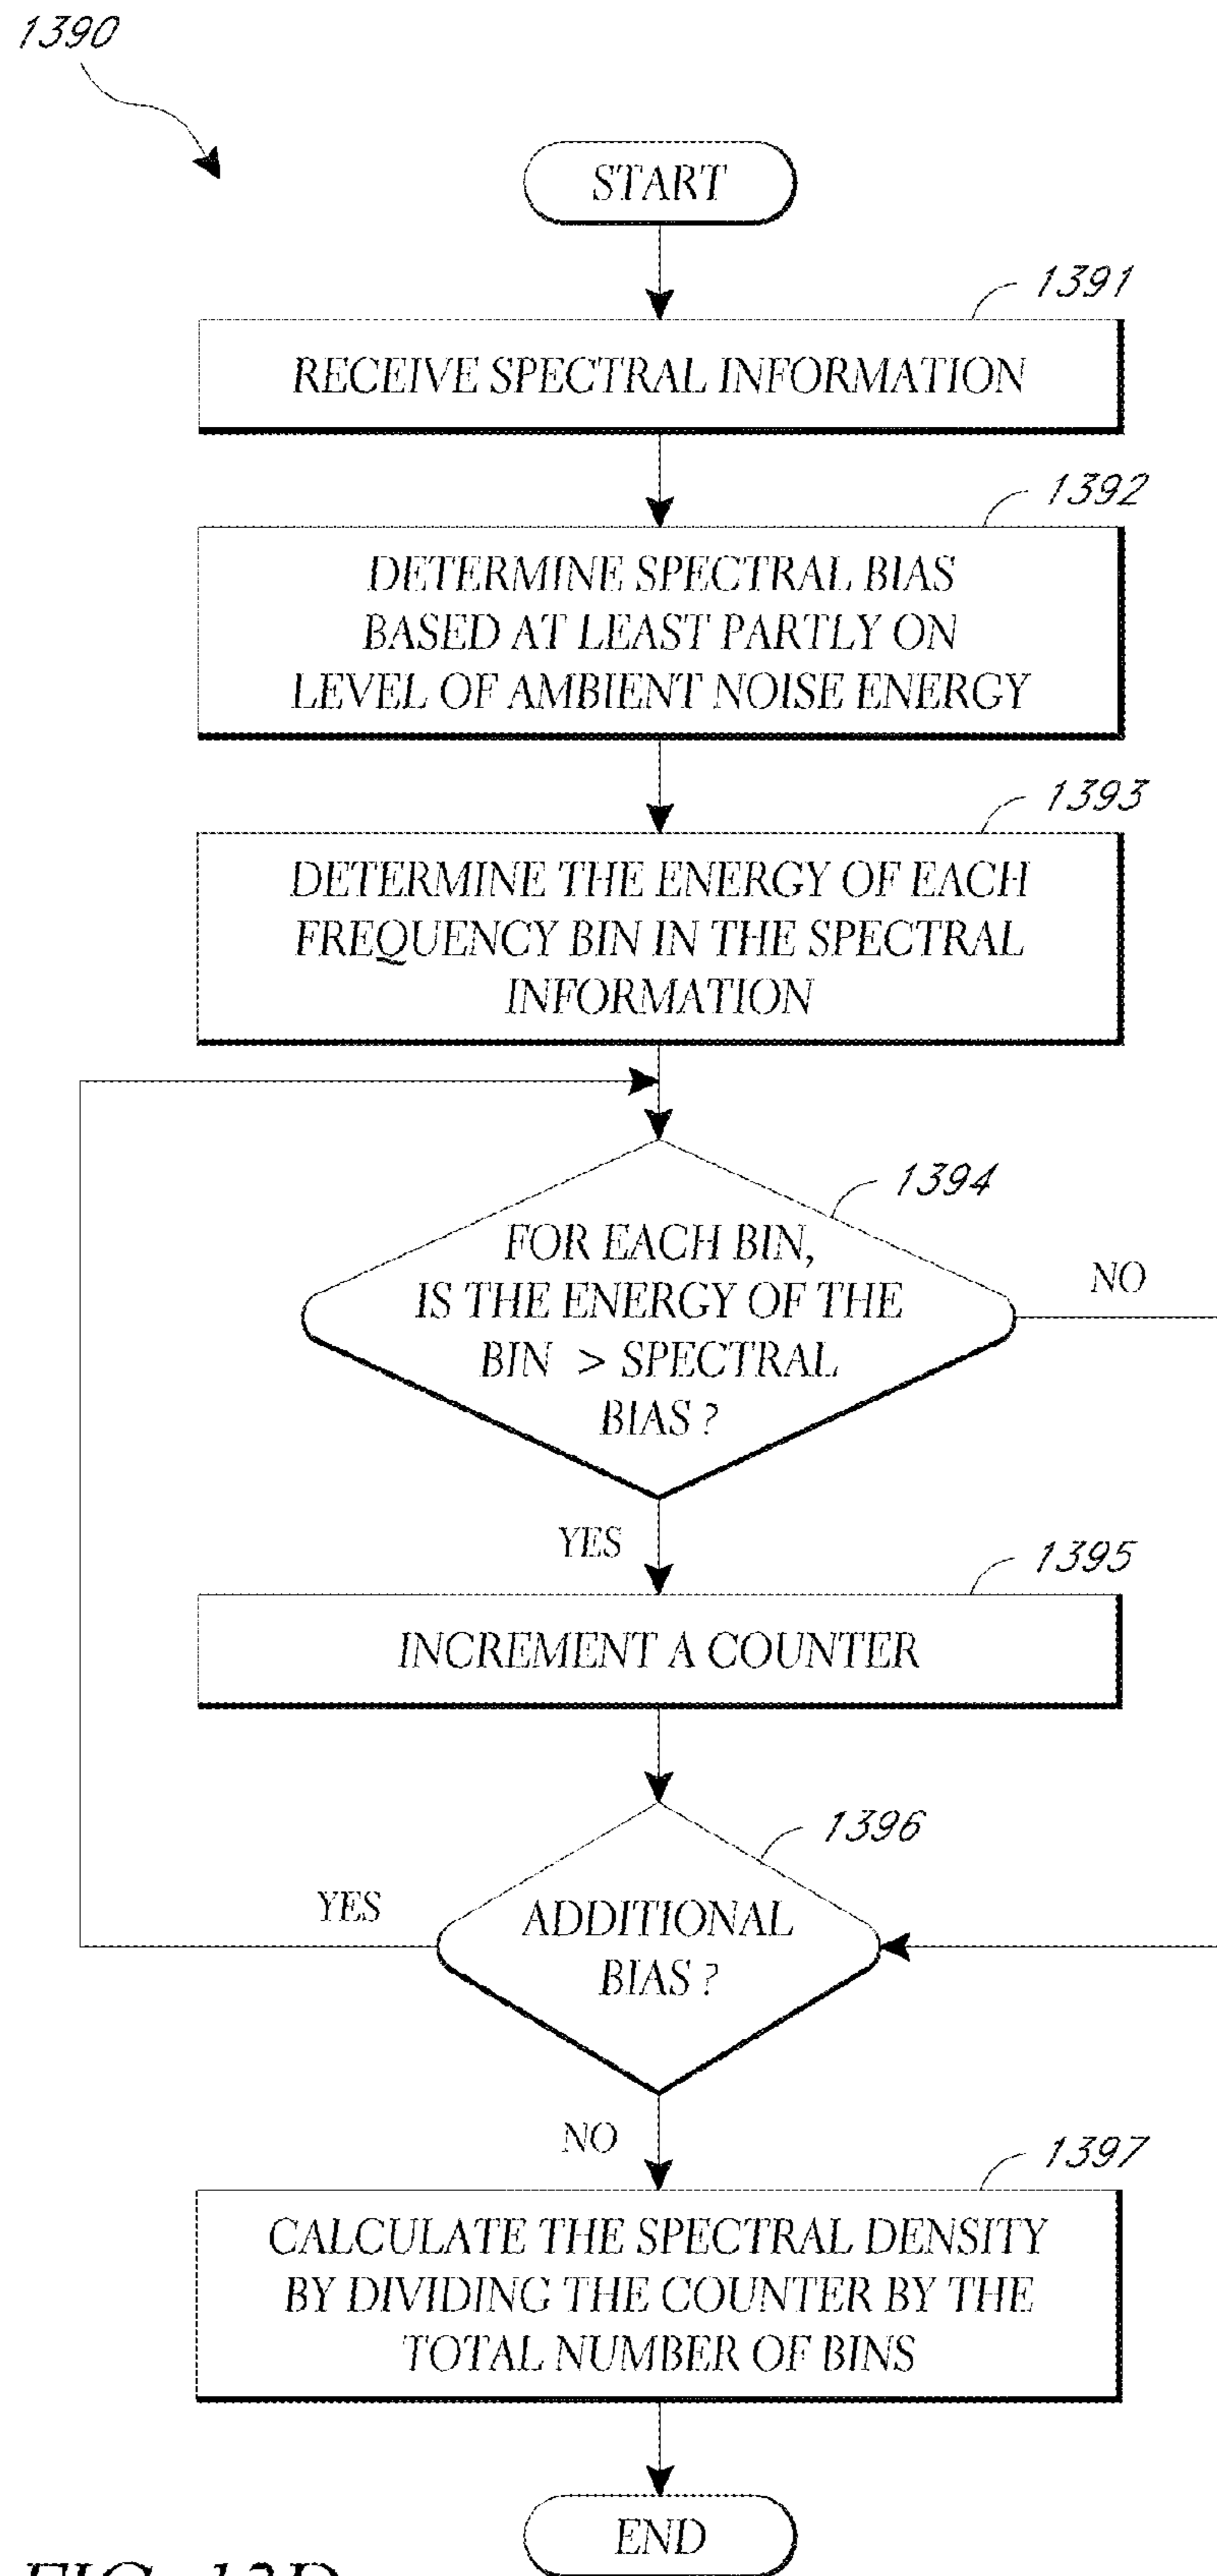 1390
START
1391
RECEIVE SPECTRAL INFORMATION
1392
DETERMINE SPECTRAL BIAS
BASED AT LEAST PARTLY ON
LEVEL OF AMBIENT NOISE ENERGY
1393
DETERMINE THE ENERGY OF EACH
FREQUENCY BIN IN THE SPECTRAL
INFORMATION
1394
FOR EACH BIN,
IS THE ENERGY OF THE
BIN > SPECTRAL
BIAS ?
NO
YES
1395
INCREMENT A COUNTER
1396
ADDITIONAL
BIAS ?
YES
NO
1397
CALCULATE THE SPECTRAL DENSITY
BY DIVIDING THE COUNTER BY THE
TOTAL NUMBER OF BINS
END
FIG. 13D